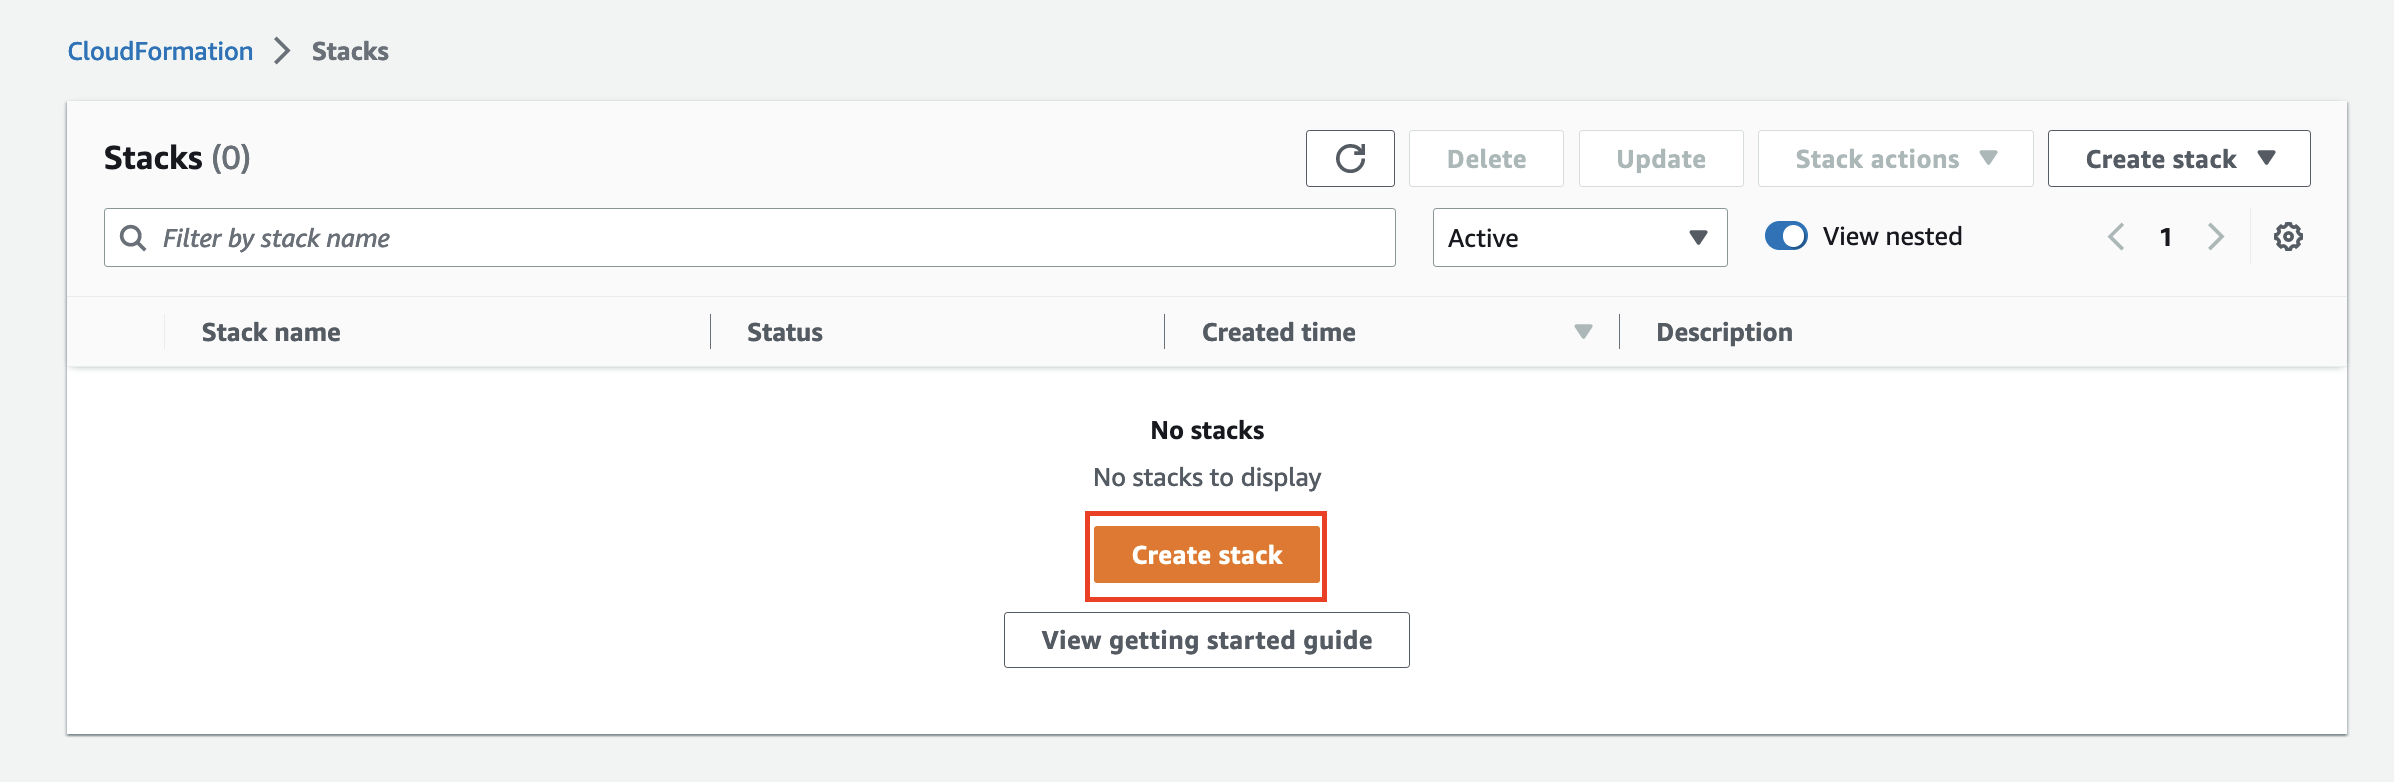 CloudFormation > Stacks
Stacks (0)
Delete
Update
Stack actions
Create stack
Filter by stack name
Active
View nested
1
Stack name
Status
Created time
Description
No stacks
No stacks to display
Create stack
View getting started guide